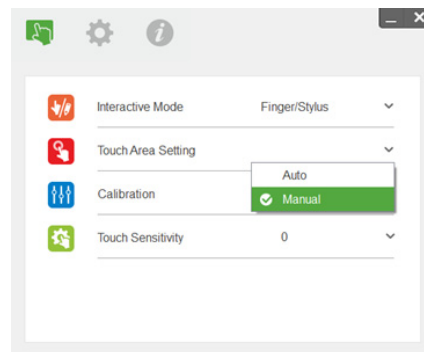 Interactive Mode Finger/Stylus
Touch Area Setting
Auto
Calibration Manual
Touch Sensitivity 0